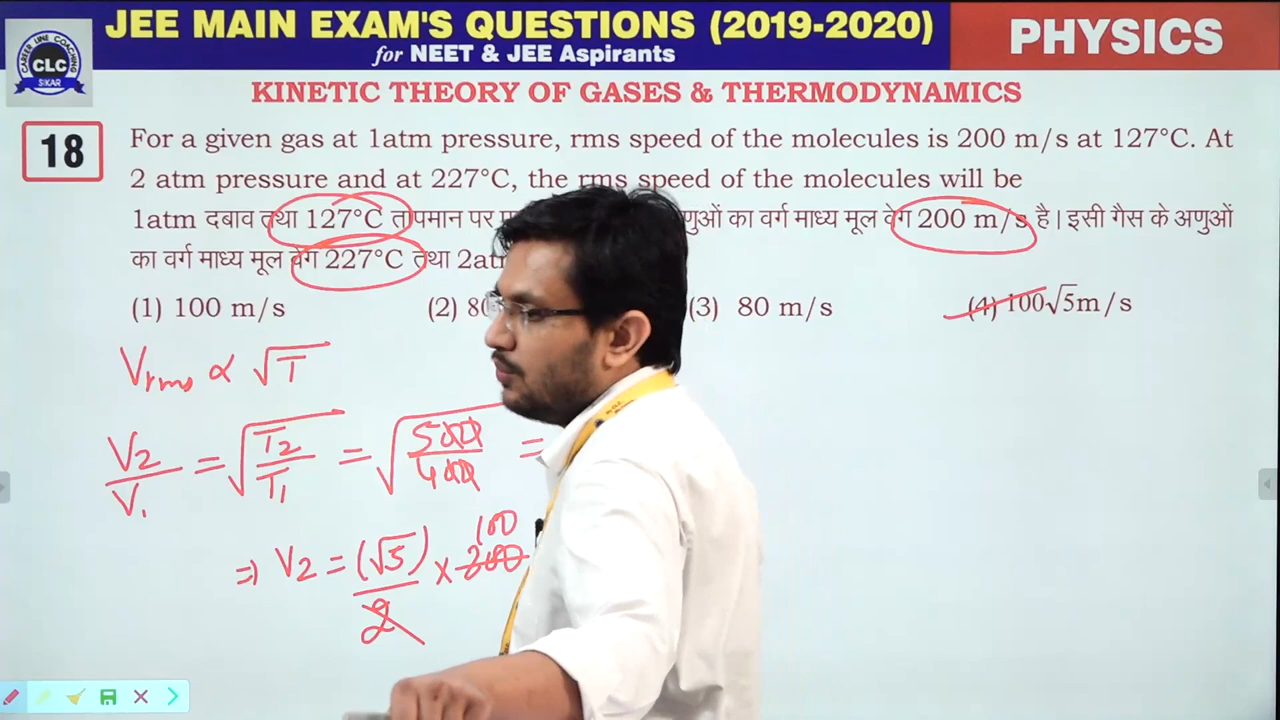 JEE MAIN EXAM'S QUESTIONS (2019-2020)
for NEET & JEE Aspirants
PHYSICS
CAREER LINE COACHING
CLC
SIKAR
KINETIC THEORY OF GASES & THERMODYNAMICS
18
For a given gas at 1atm pressure, rms speed of the molecules is 200 m/s at 127°C. At
2 atm pressure and at 227°C, the rms speed of the molecules will be
1atm दबाव तथा 127°C तापमान पर का वर्ग माध्य मूल वेग 200 m/s है। इसी गैस के अणुओं
का वर्ग माध्य मूल वेग 227°C तथा
(1) 100 m/s (2) (3) 80 m/s (4) 100√5m/s
Vrms ∝ √T
V2/V1 = √(T2/T1) = √(500/400) =
⇒ V2 = (√5)/2 × 200 100